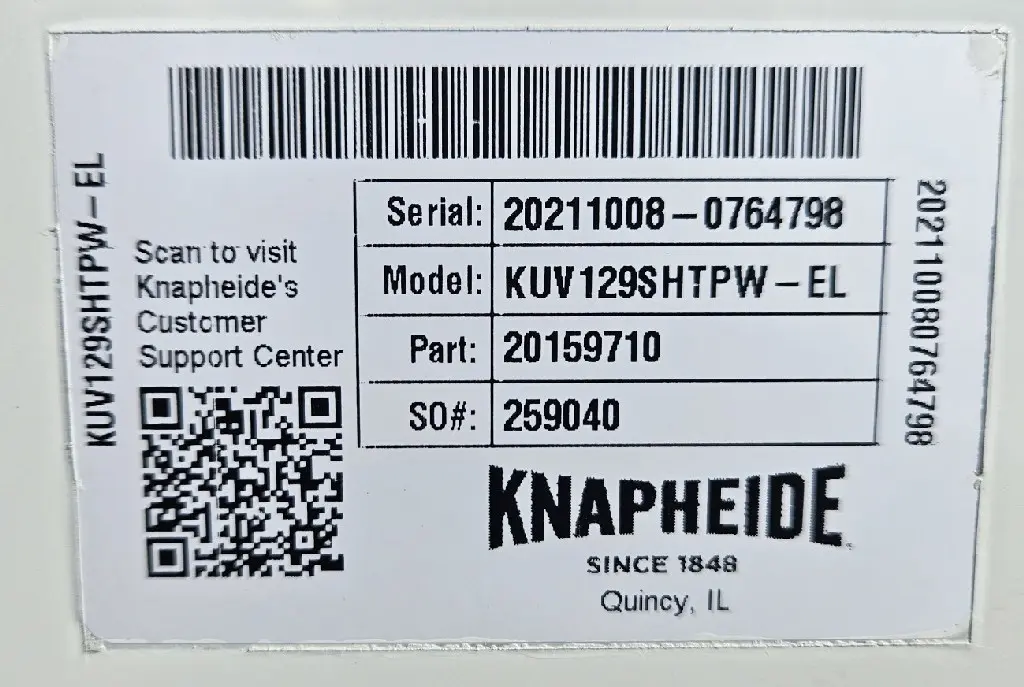 KUV129SHTPW-EL
Scan to visit
Knapheide's
Customer
Support Center
Serial: 20211008-0764798
Model: KUV129SHTPW-EL
Part: 20159710
SO#: 259040
202110080764798
KNAPHEIDE
SINCE 1848
Quincy, IL